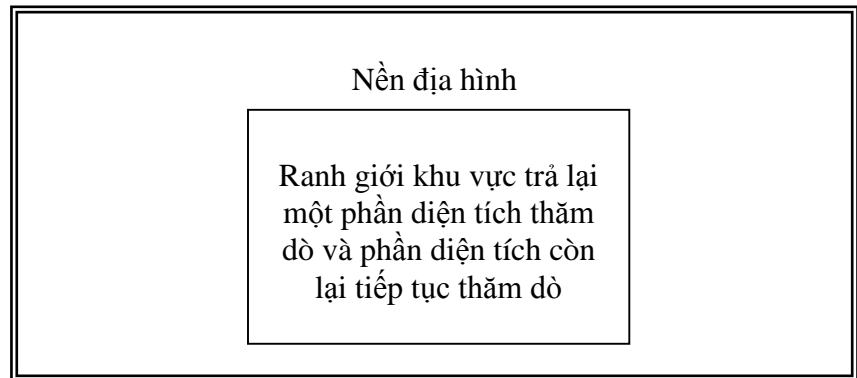 Nền địa hình
Ranh giới khu vực trả lại
một phần diện tích thăm
dò và phần diện tích còn
lại tiếp tục thăm dò